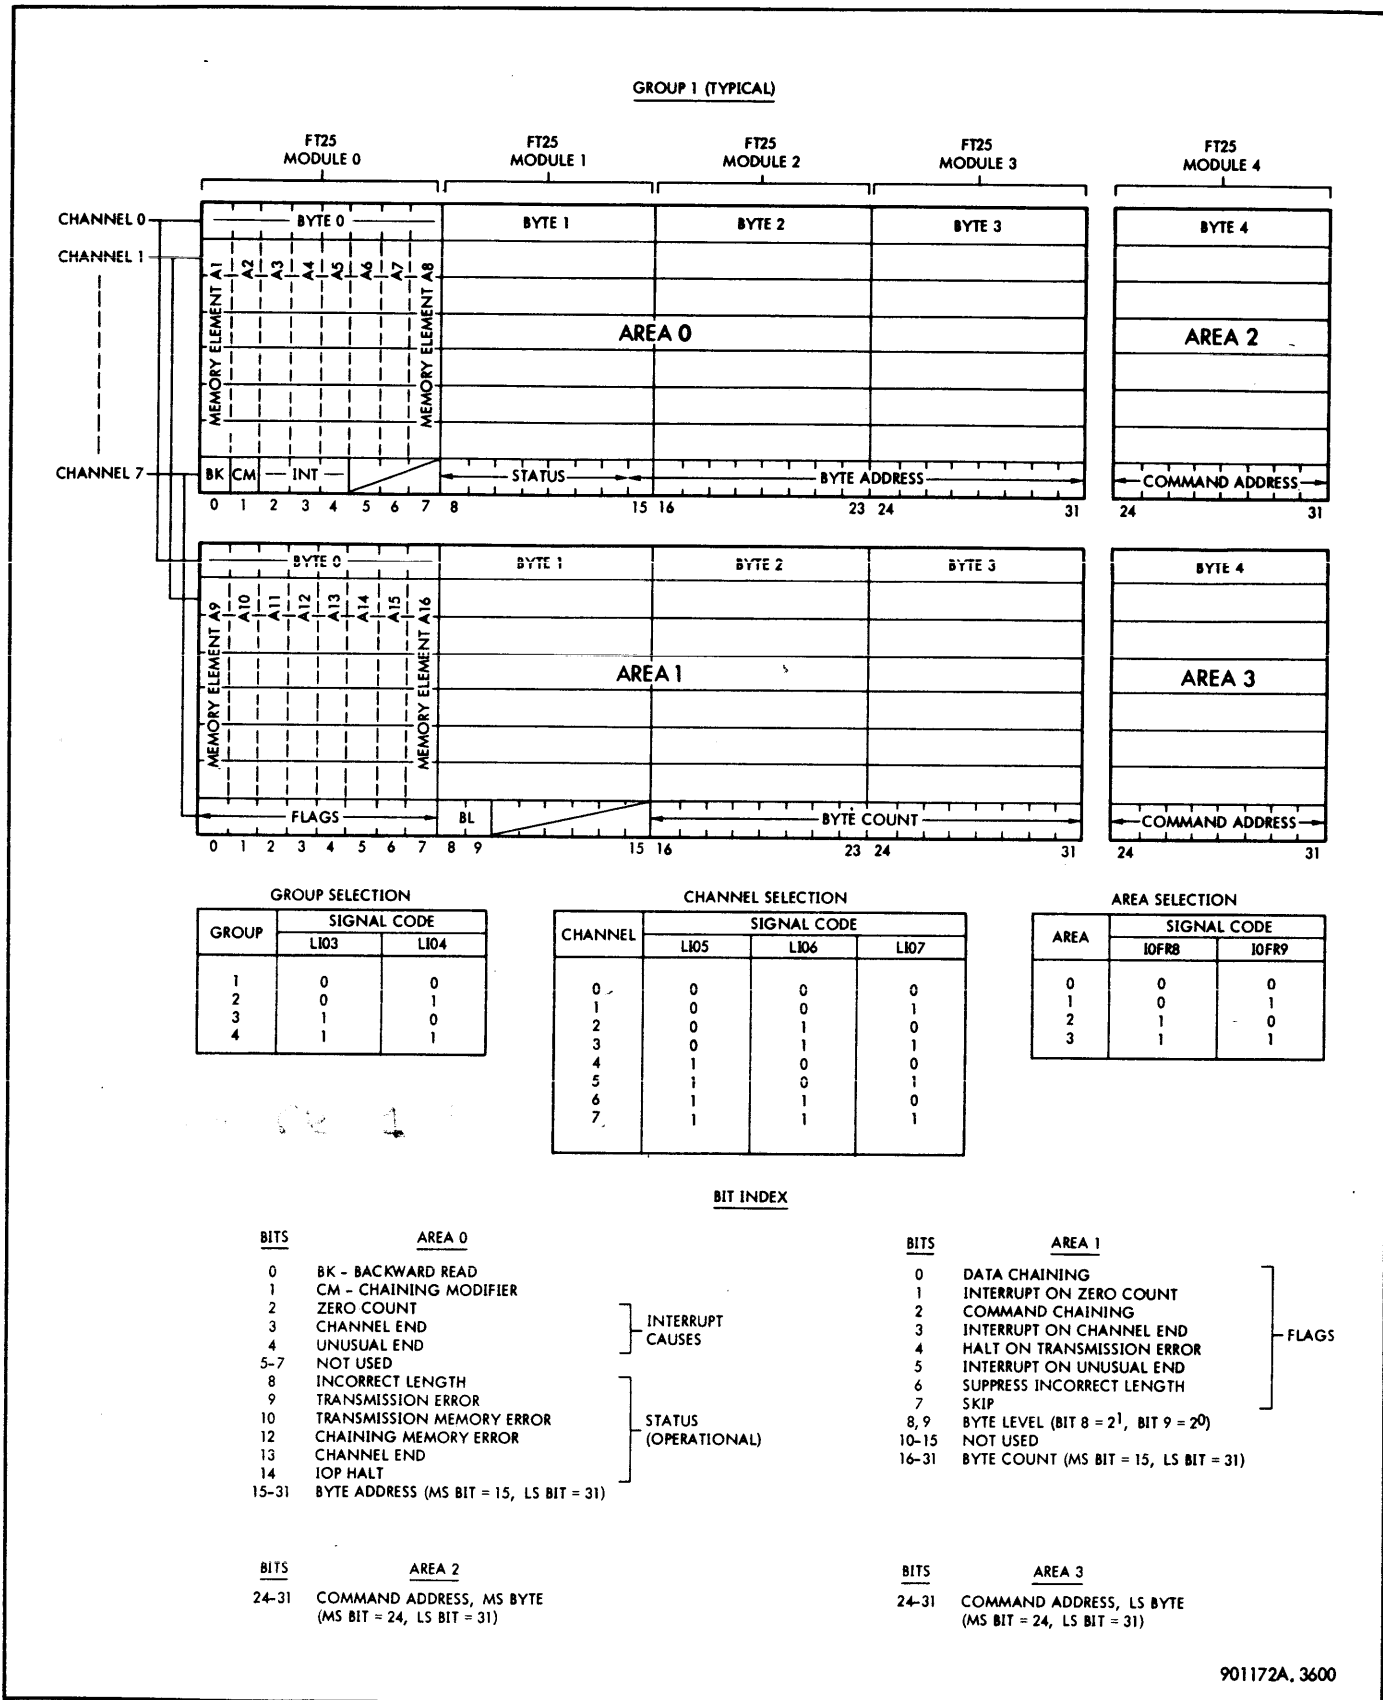 GROUP 1 (TYPICAL)
FT25 MODULE 0
FT25 MODULE 1
FT25 MODULE 2
FT25 MODULE 3
FT25 MODULE 4
CHANNEL 0
BYTE 0
BYTE 1
BYTE 2
BYTE 3
BYTE 4
CHANNEL 1
MEMORY ELEMENT A1
A2
A3
A4
A5
A6
A7
MEMORY ELEMENT A8
AREA 0
AREA 2
CHANNEL 7
BK
CM
INT
STATUS
BYTE ADDRESS
COMMAND ADDRESS
0 1 2 3 4 5 6 7 8 15 16 23 24 31 24 31
BYTE 0
BYTE 1
BYTE 2
BYTE 3
BYTE 4
MEMORY ELEMENT A9
A10
A11
A12
A13
A14
A15
MEMORY ELEMENT A16
AREA 1
AREA 3
FLAGS
BL
BYTE COUNT
COMMAND ADDRESS
0 1 2 3 4 5 6 7 8 9 15 16 23 24 31 24 31
GROUP SELECTION
GROUP SIGNAL CODE
LI03 LI04
1 0 0
2 0 1
3 1 0
4 1 1
CHANNEL SELECTION
CHANNEL SIGNAL CODE
LI05 LI06 LI07
0 0 0 0
1 0 0 1
2 0 1 0
3 0 1 1
4 1 0 0
5 1 0 1
6 1 1 0
7 1 1 1
AREA SELECTION
AREA SIGNAL CODE
IOFR8 IOFR9
0 0 0
1 0 1
2 1 0
3 1 1
BIT INDEX
BITS AREA 0
0 BK - BACKWARD READ
1 CM - CHAINING MODIFIER
2 ZERO COUNT
3 CHANNEL END
4 UNUSUAL END
INTERRUPT
CAUSES
5-7 NOT USED
8 INCORRECT LENGTH
9 TRANSMISSION ERROR
10 TRANSMISSION MEMORY ERROR
12 CHAINING MEMORY ERROR
13 CHANNEL END
14 IOP HALT
STATUS
(OPERATIONAL)
15-31 BYTE ADDRESS (MS BIT = 15, LS BIT = 31)
BITS AREA 1
0 DATA CHAINING
1 INTERRUPT ON ZERO COUNT
2 COMMAND CHAINING
3 INTERRUPT ON CHANNEL END
4 HALT ON TRANSMISSION ERROR
5 INTERRUPT ON UNUSUAL END
6 SUPPRESS INCORRECT LENGTH
7 SKIP
FLAGS
8, 9 BYTE LEVEL (BIT 8 = 2¹, BIT 9 = 2⁰)
10-15 NOT USED
16-31 BYTE COUNT (MS BIT = 15, LS BIT = 31)
BITS AREA 2
24-31 COMMAND ADDRESS, MS BYTE
(MS BIT = 24, LS BIT = 31)
BITS AREA 3
24-31 COMMAND ADDRESS, LS BYTE
(MS BIT = 24, LS BIT = 31)
901172A. 3600